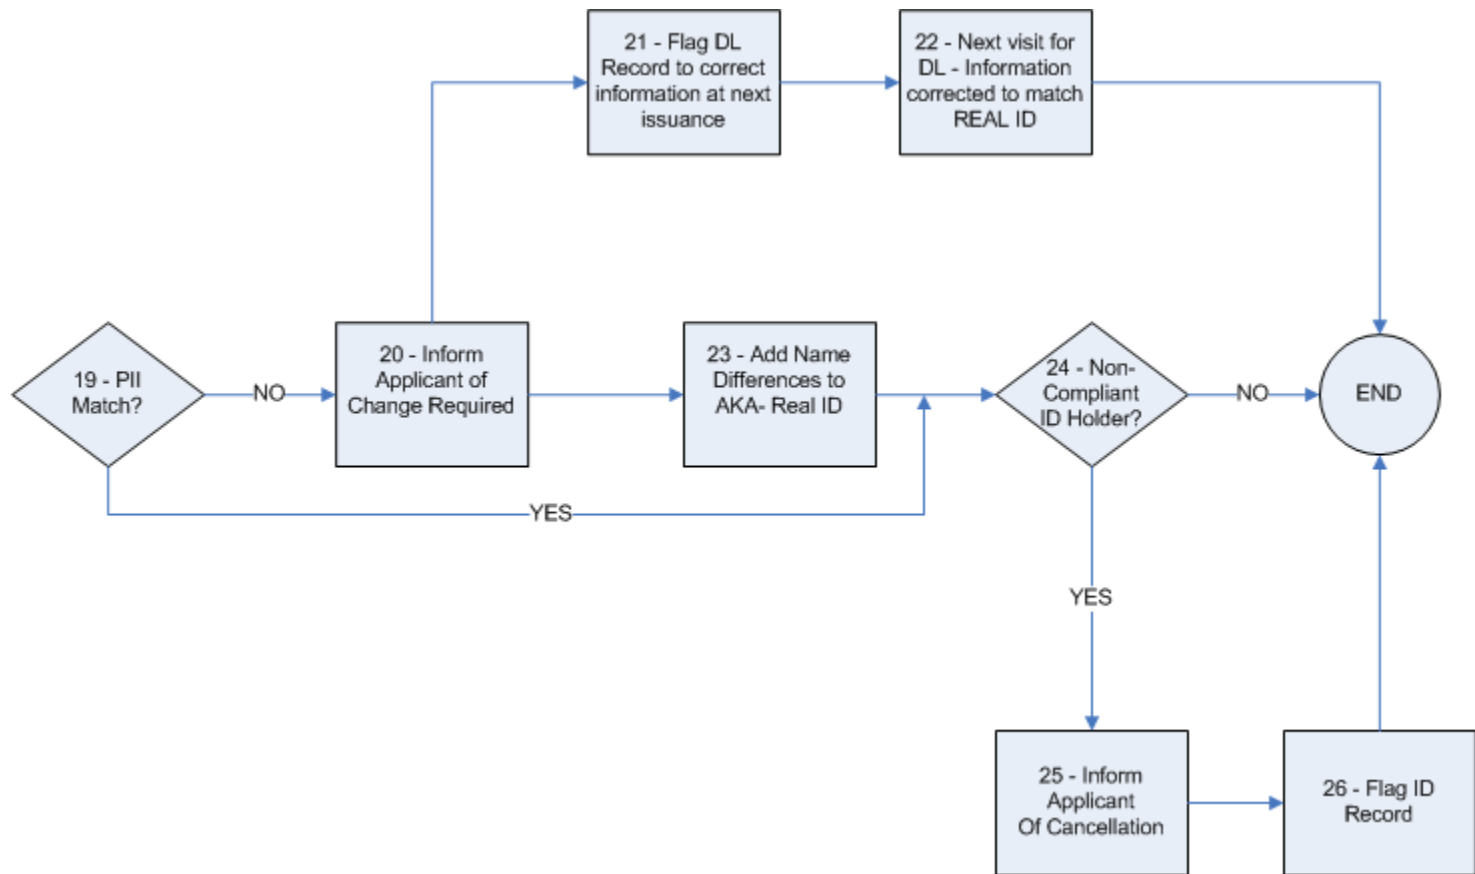 21 - Flag DL
Record to correct
information at next
issuance
22 - Next visit for
DL - Information
corrected to match
REAL ID
19 - PII
Match?
NO
20 - Inform
Applicant of
Change Required
23 - Add Name
Differences to
AKA- Real ID
24 - Non-
Compliant
ID Holder?
NO
END
YES
YES
25 - Inform
Applicant
Of Cancellation
26 - Flag ID
Record